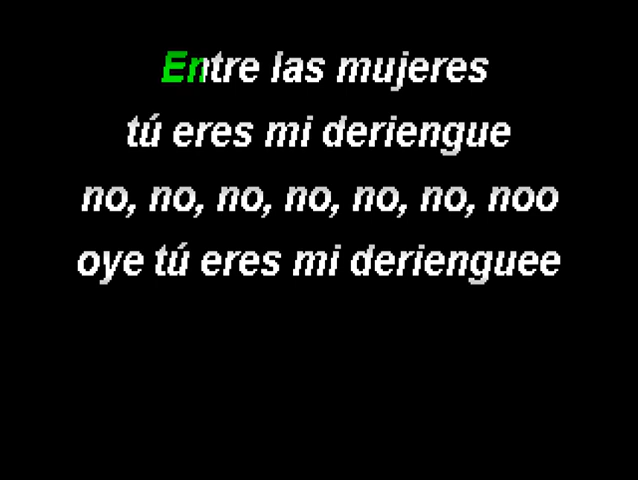 Entre las mujeres
tú eres mi deriengue
no, no, no, no, no, no, noo
oye tú eres mi derienguee